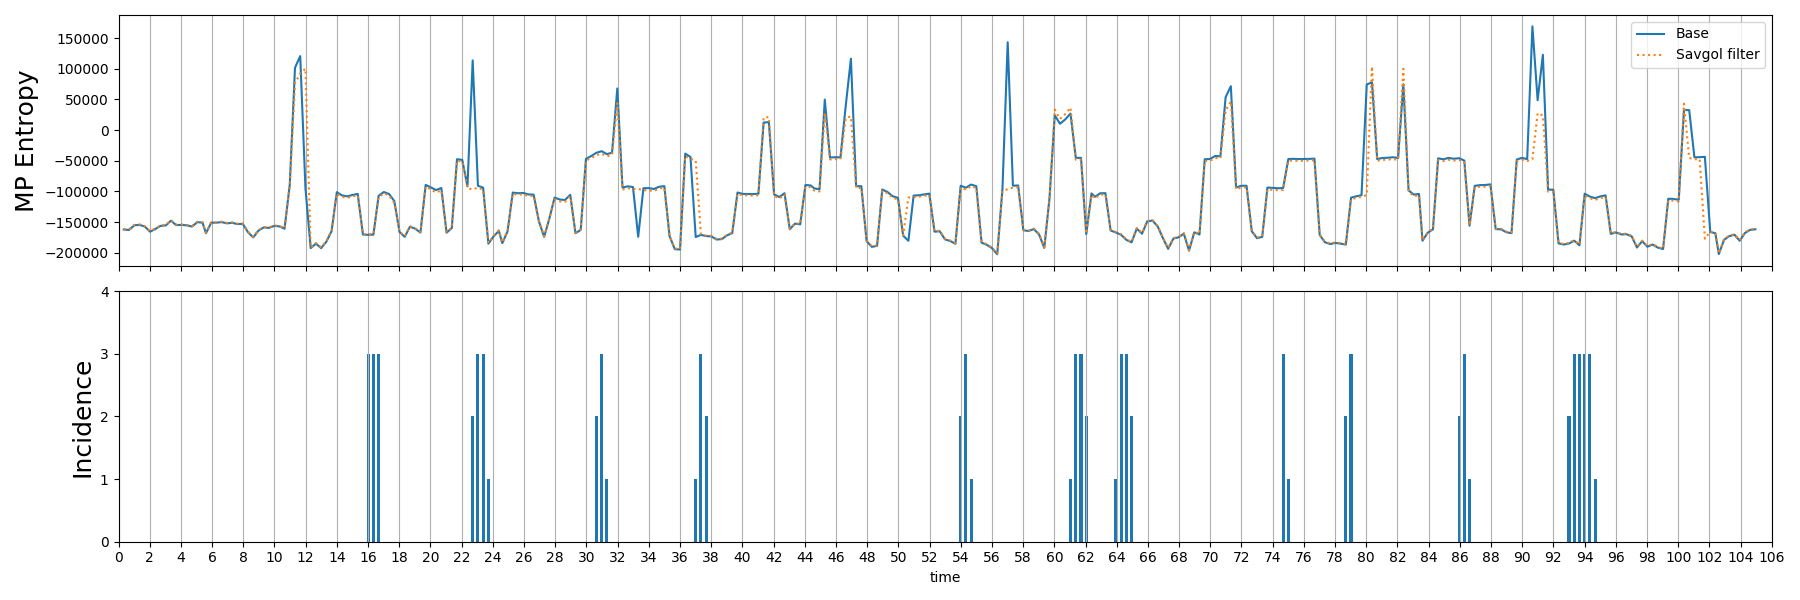 MP Entropy
150000
100000
50000
0
−50000
−100000
−150000
−200000
Base
Savgol filter
Incidence
4
3
2
1
0
0 2 4 6 8 10 12 14 16 18 20 22 24 26 28 30 32 34 36 38 40 42 44 46 48 50 52 54 56 58 60 62 64 66 68 70 72 74 76 78 80 82 84 86 88 90 92 94 96 98 100 102 104 106
time